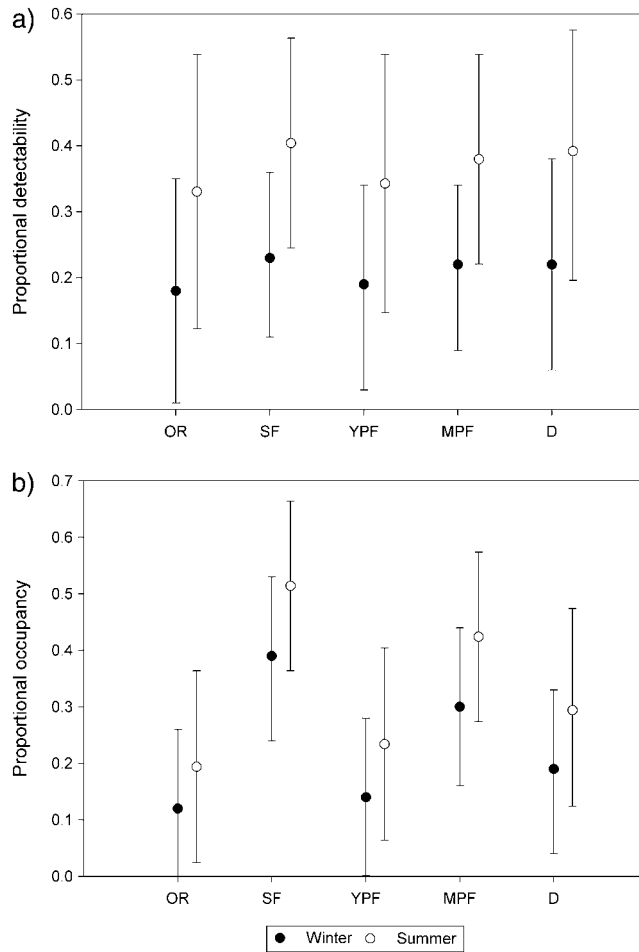 a)
Proportional detectability
0.6
0.5
0.4
0.3
0.2
0.1
0.0
OR SF YPF MPF D
b)
Proportional occupancy
0.7
0.6
0.5
0.4
0.3
0.2
0.1
0.0
OR SF YPF MPF D
Winter Summer